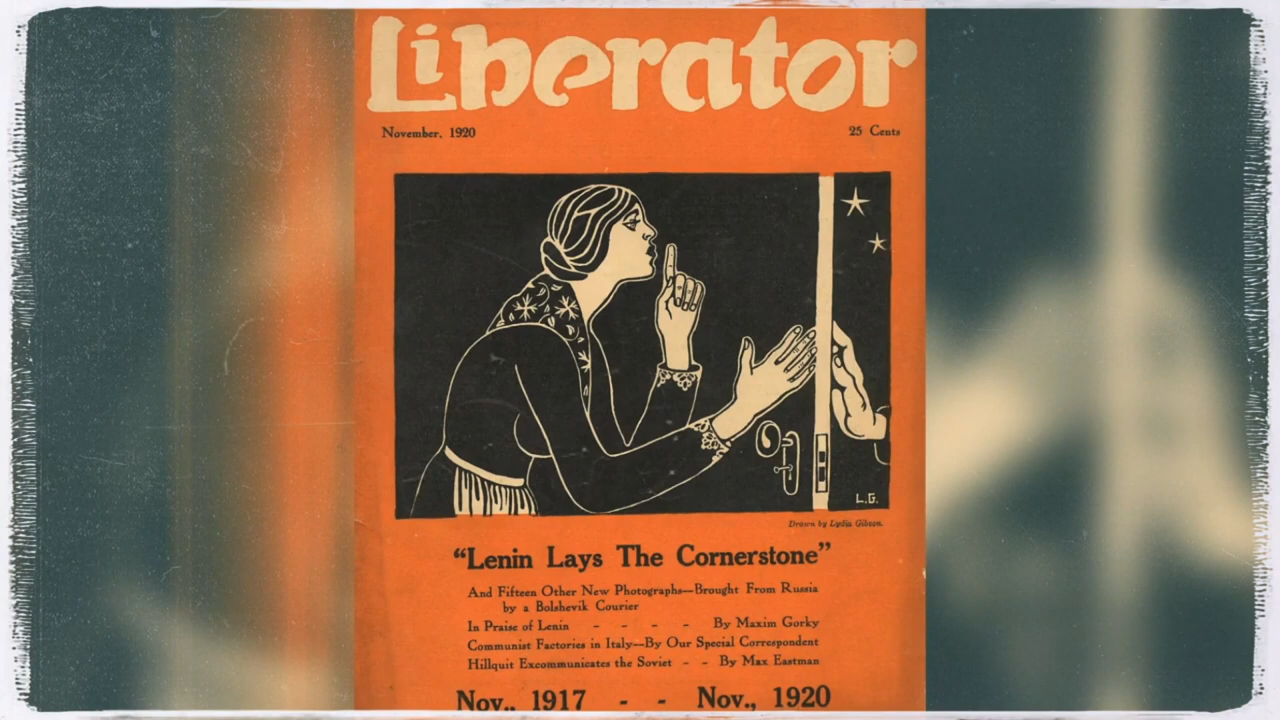 Liberator
November, 1920 25 Cents
L.G.
Drawn by Lydia Gibson.
“Lenin Lays The Cornerstone”
And Fifteen Other New Photographs—Brought From Russia
by a Bolshevik Courier
In Praise of Lenin - - - - By Maxim Gorky
Communist Factories in Italy—By Our Special Correspondent
Hillquit Excommunicates the Soviet - - By Max Eastman
Nov., 1917 - - Nov., 1920